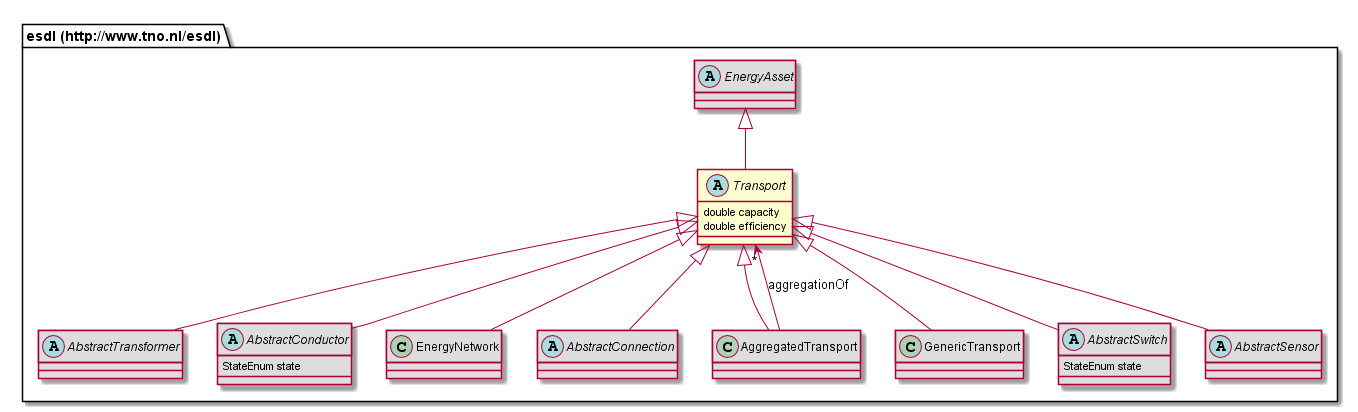 esdl (http://www.tno.nl/esdl)
A EnergyAsset
A Transport
double capacity
double efficiency
*
aggregationOf
A AbstractTransformer
A AbstractConductor
StateEnum state
C EnergyNetwork
A AbstractConnection
C AggregatedTransport
C GenericTransport
A AbstractSwitch
StateEnum state
A AbstractSensor